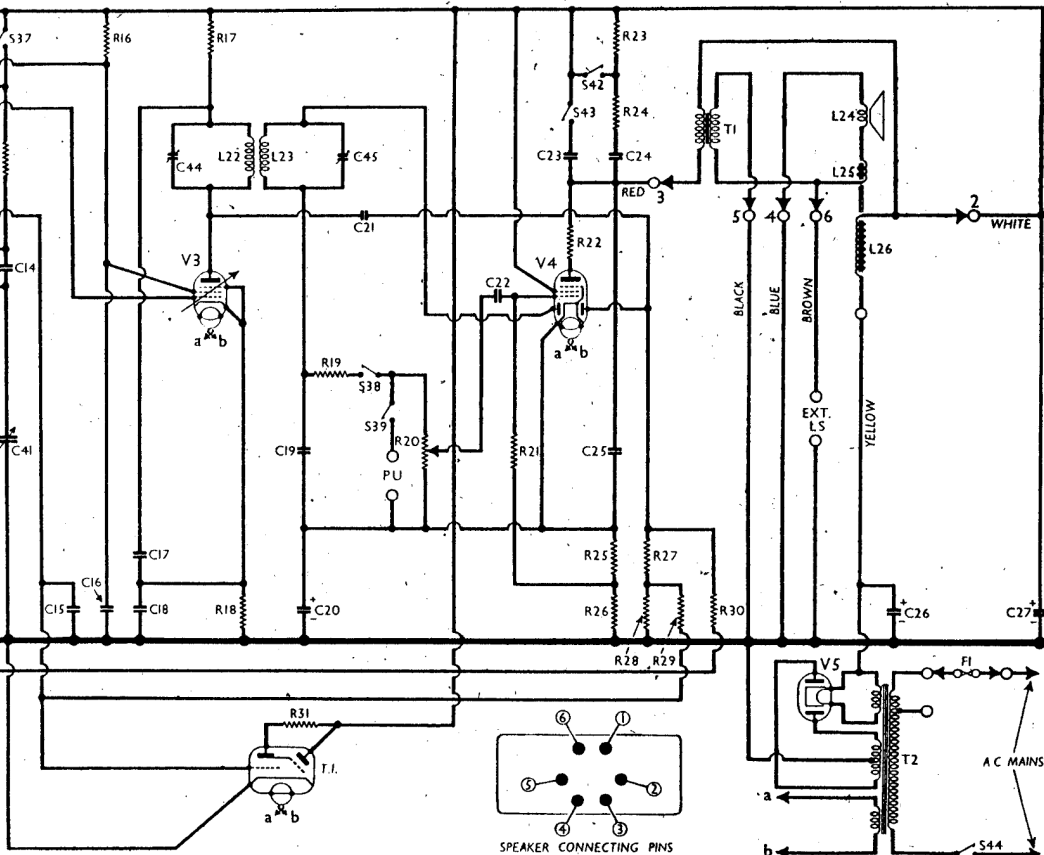 S37
R16
R17
R23
S42
S43
R24
T1
L24
C44
L22
L23
C45
C23
C24
L25
RED
3
5
4
6
2
WHITE
C21
R22
L26
C14
V3
V4
C22
BLACK
BLUE
BROWN
a b
a b
R19
S38
S39
R20
EXT.
LS
YELLOW
C41
C19
PU
R21
C25
C17
R25
R27
C16
C15
C18
R18
C20
+
-
R26
R30
C26
+
-
C27
+
-
R28
R29
V5
F1
R31
T.I.
a b
6
1
5
2
4
3
SPEAKER CONNECTING PINS
T2
A C MAINS
a
b
S44